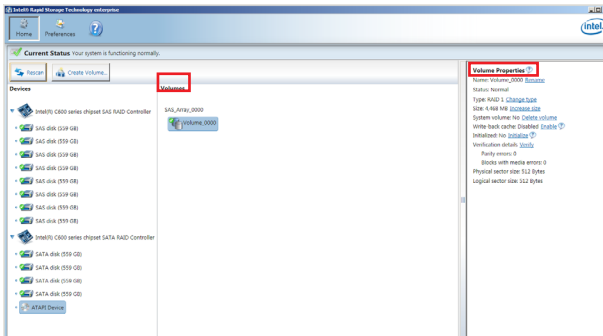 Intel® Rapid Storage Technology enterprise
Home
Preferences
intel
Current Status Your system is functioning normally.
Rescan
Create Volume...
Devices
Intel(R) C600 series chipset SAS RAID Controller
SAS disk (559 GB)
SAS disk (559 GB)
SAS disk (559 GB)
SAS disk (559 GB)
SAS disk (559 GB)
SAS disk (559 GB)
SAS disk (559 GB)
SAS disk (559 GB)
Intel(R) C600 series chipset SATA RAID Controller
SATA disk (559 GB)
SATA disk (559 GB)
SATA disk (559 GB)
SATA disk (559 GB)
ATAPI Device
Volumes
SAS_Array_0000
Volume_0000
Volume Properties ?
Name: Volume_0000 Rename
Status: Normal
Type: RAID 1 Change type
Size: 4,468 MB Increase size
System volume: No Delete volume
Write back cache: Disabled Enable ?
Initialized: No Initialize ?
Verification details Verify
Parity errors: 0
Blocks with media errors: 0
Physical sector size: 512 Bytes
Logical sector size: 512 Bytes